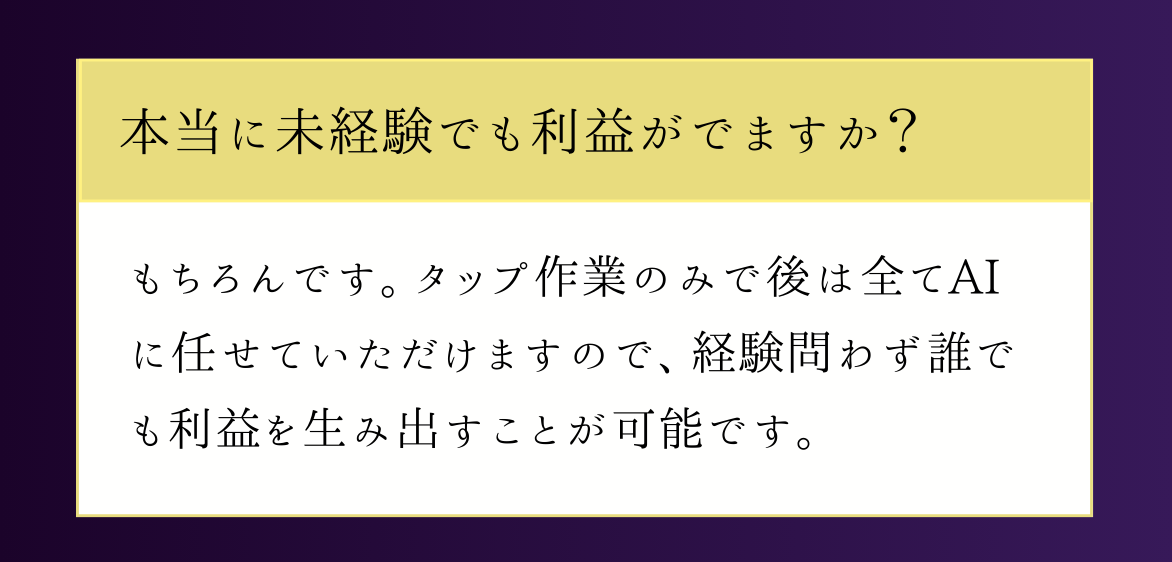 本当に未経験でも利益がでますか？
もちろんです。タップ作業のみで後は全てAI
に任せていただけますので、経験問わず誰で
も利益を生み出すことが可能です。